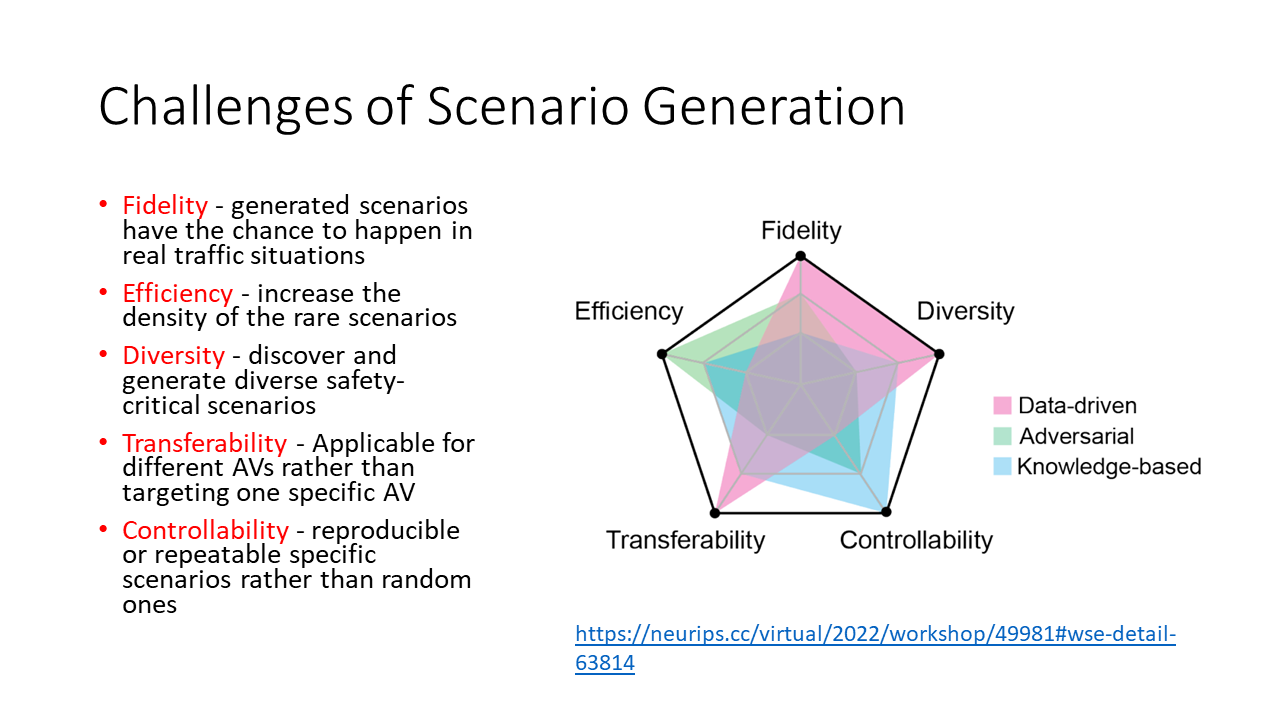 Challenges of Scenario Generation
• Fidelity - generated scenarios
have the chance to happen in
real traffic situations
• Efficiency - increase the
density of the rare scenarios
• Diversity - discover and
generate diverse safety-
critical scenarios
• Transferability - Applicable for
different AVs rather than
targeting one specific AV
• Controllability - reproducible
or repeatable specific
scenarios rather than random
ones
Fidelity
Efficiency
Diversity
Transferability
Controllability
Data-driven
Adversarial
Knowledge-based
https://neurips.cc/virtual/2022/workshop/49981#wse-detail-
63814